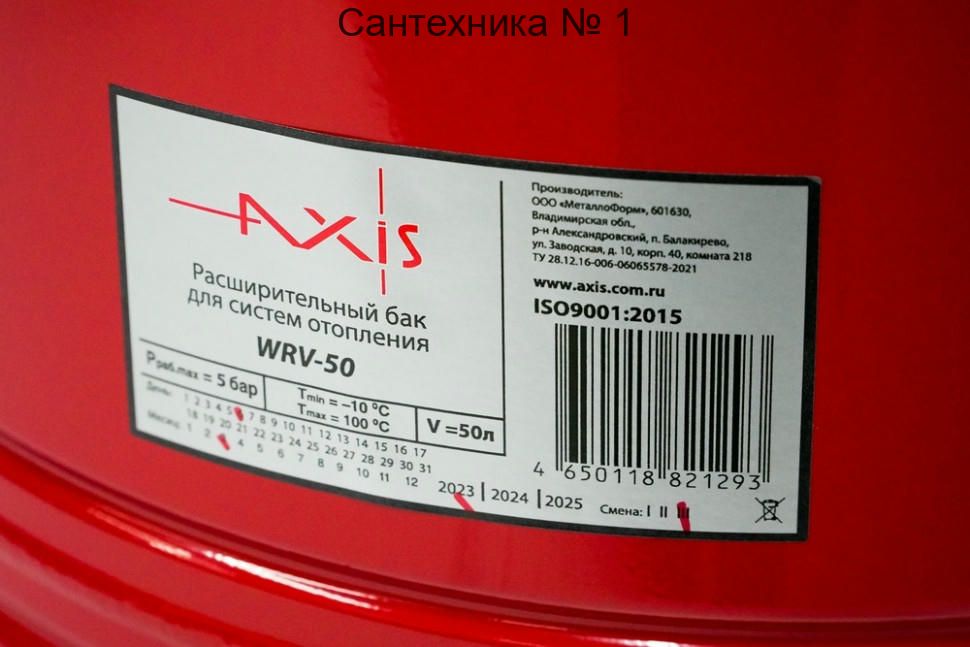 Сантехника № 1
AXIS
Расширительный бак
для систем отопления
WRV-50
Pраб.max = 5 бар
Tmin = –10 °C
Tmax = 100 °C
V =50л
День: 1 2 3 4 5 7 8 9 10 11 12 13 14 15 16 17
18 19 20 21 22 23 24 25 26 27 28 29 30 31
Месяц: 1 2 4 5 6 7 8 9 10 11 12
2023 | 2024 | 2025
Смена: I II III
Производитель:
ООО «МеталлоФорм», 601630,
Владимирская обл.,
р-н Александровский, п. Балакирево,
ул. Заводская, д. 10, корп. 40, комната 218
ТУ 28.12.16-006-06065578-2021
www.axis.com.ru
ISO9001:2015
4 650118 821293